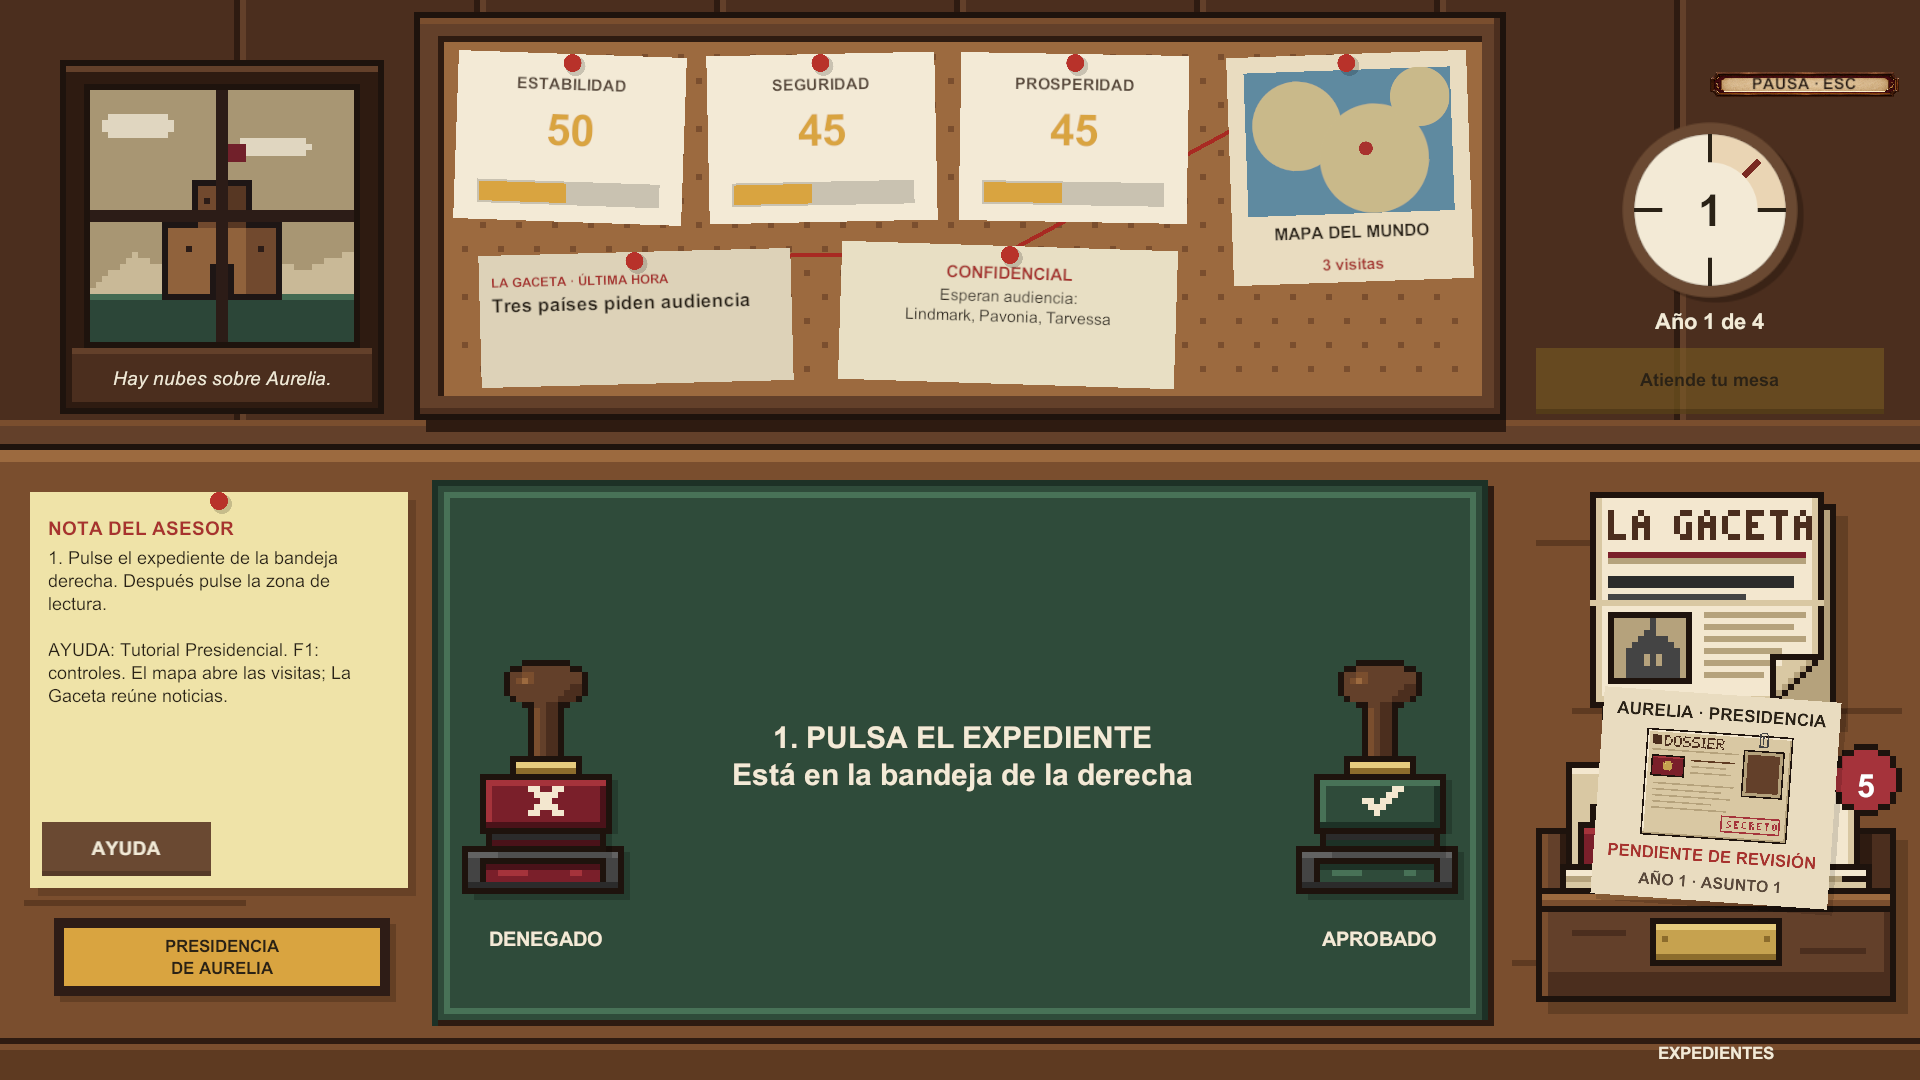 ESTABILIDAD
50
SEGURIDAD
45
PROSPERIDAD
45
MAPA DEL MUNDO
3 visitas
PAUSA · ESC
1
Año 1 de 4
Atiende tu mesa
Hay nubes sobre Aurelia.
LA GACETA · ÚLTIMA HORA
Tres países piden audiencia
CONFIDENCIAL
Esperan audiencia:
Lindmark, Pavonia, Tarvessa
NOTA DEL ASESOR
1. Pulse el expediente de la bandeja
derecha. Después pulse la zona de
lectura.
AYUDA: Tutorial Presidencial. F1:
controles. El mapa abre las visitas; La
Gaceta reúne noticias.
AYUDA
PRESIDENCIA
DE AURELIA
1. PULSA EL EXPEDIENTE
Está en la bandeja de la derecha
DENEGADO
APROBADO
LA GACETA
AURELIA · PRESIDENCIA
DOSSIER
SECRETO
PENDIENTE DE REVISIÓN
AÑO 1 · ASUNTO 1
5
EXPEDIENTES